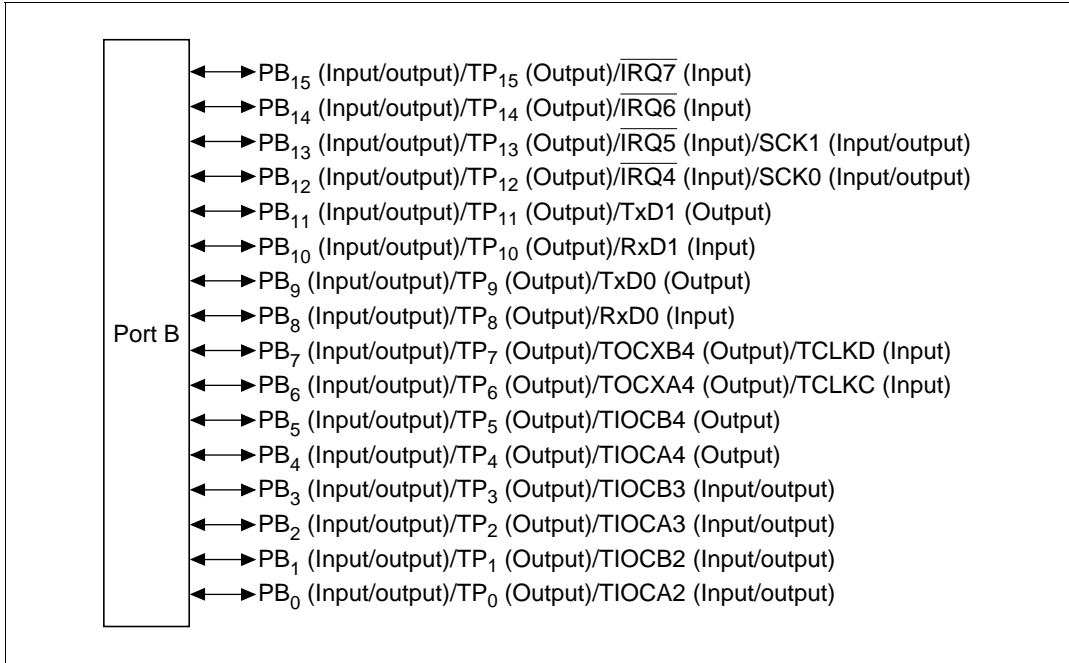 PB15 (Input/output)/TP15 (Output)/IRQ7 (Input)
PB14 (Input/output)/TP14 (Output)/IRQ6 (Input)
PB13 (Input/output)/TP13 (Output)/IRQ5 (Input)/SCK1 (Input/output)
PB12 (Input/output)/TP12 (Output)/IRQ4 (Input)/SCK0 (Input/output)
PB11 (Input/output)/TP11 (Output)/TxD1 (Output)
PB10 (Input/output)/TP10 (Output)/RxD1 (Input)
PB9 (Input/output)/TP9 (Output)/TxD0 (Output)
PB8 (Input/output)/TP8 (Output)/RxD0 (Input)
Port B
PB7 (Input/output)/TP7 (Output)/TOCXB4 (Output)/TCLKD (Input)
PB6 (Input/output)/TP6 (Output)/TOCXA4 (Output)/TCLKC (Input)
PB5 (Input/output)/TP5 (Output)/TIOCB4 (Output)
PB4 (Input/output)/TP4 (Output)/TIOCA4 (Output)
PB3 (Input/output)/TP3 (Output)/TIOCB3 (Input/output)
PB2 (Input/output)/TP2 (Output)/TIOCA3 (Input/output)
PB1 (Input/output)/TP1 (Output)/TIOCB2 (Input/output)
PB0 (Input/output)/TP0 (Output)/TIOCA2 (Input/output)